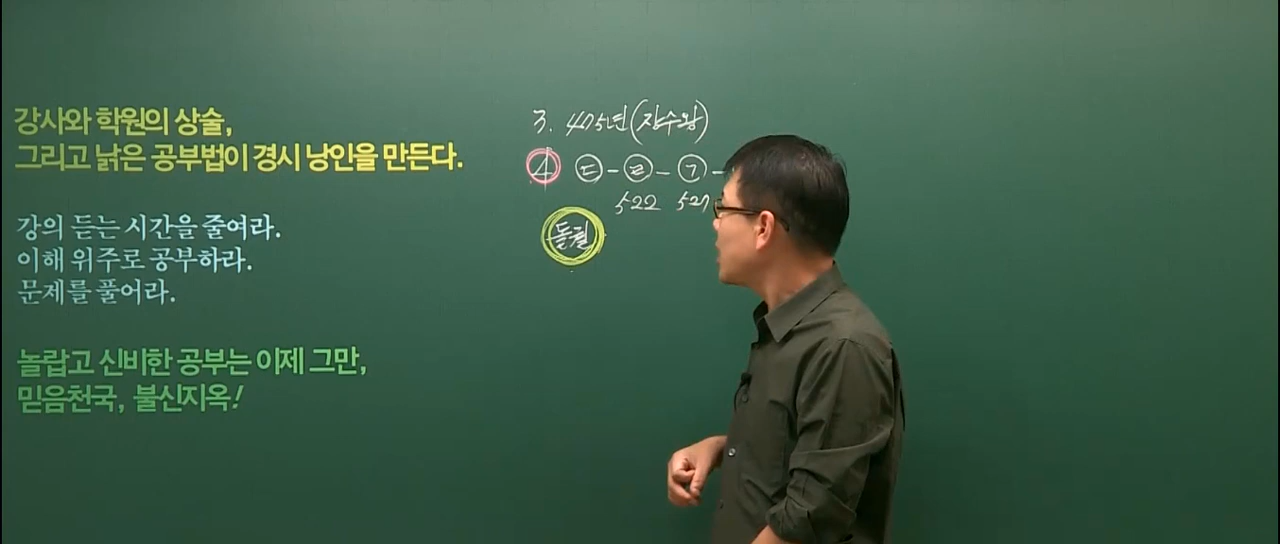 강사와 학원의 상술,
그리고 낡은 공부법이 경시 낭인을 만든다.
강의 듣는 시간을 줄여라.
이해 위주로 공부하라.
문제를 풀어라.
놀랍고 신비한 공부는 이제 그만,
믿음천국, 불신지옥!
3. 475년(장수왕)
4 ㄷ-ㄹ-ㄱ-
522 527
돌궐